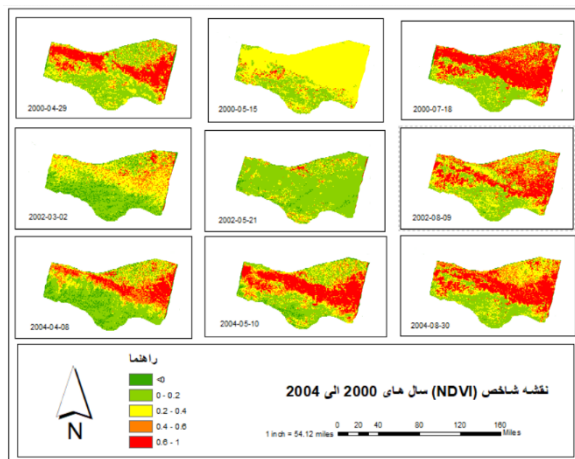 2000-04-29
2000-05-15
2000-07-18
2002-03-02
2002-05-21
2002-08-09
2004-04-08
2004-05-10
2004-08-30
N
راهنما
<0
0 - 0.2
0.2 - 0.4
0.4 - 0.6
0.6 - 1
نقشه شاخص (NDVI) سال های 2000 الی 2004
1 inch = 54.12 miles
0 20 40 80 120 160
Miles